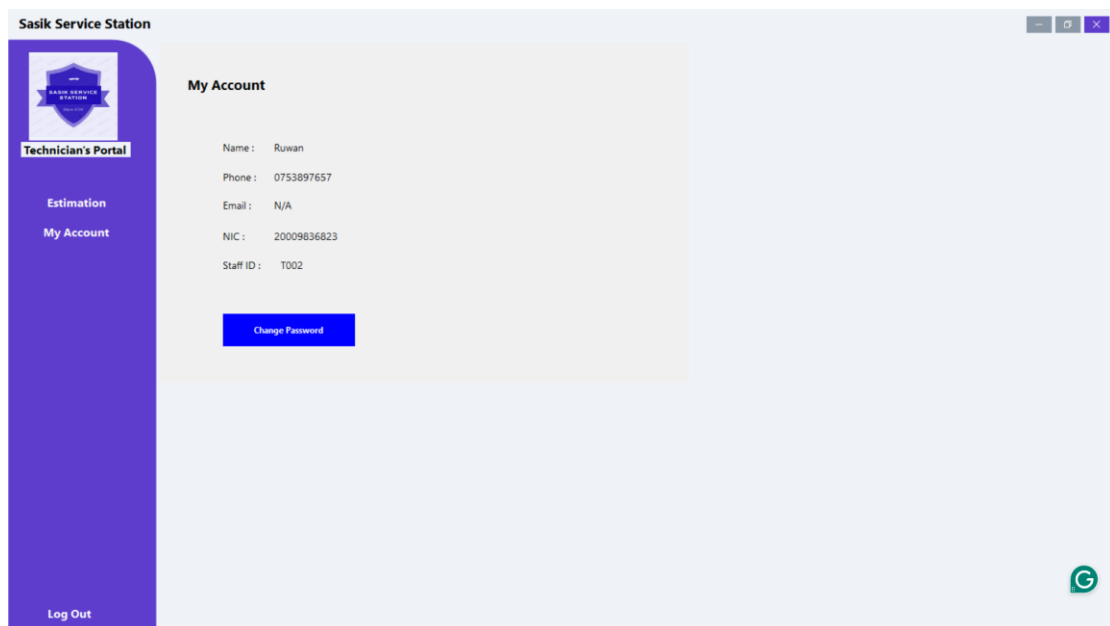 Sasik Service Station
SASIK SERVICE
STATION
Technician's Portal
Estimation
My Account
Log Out
My Account
Name : Ruwan
Phone : 0753897657
Email : N/A
NIC : 20009836823
Staff ID : T002
Change Password
G